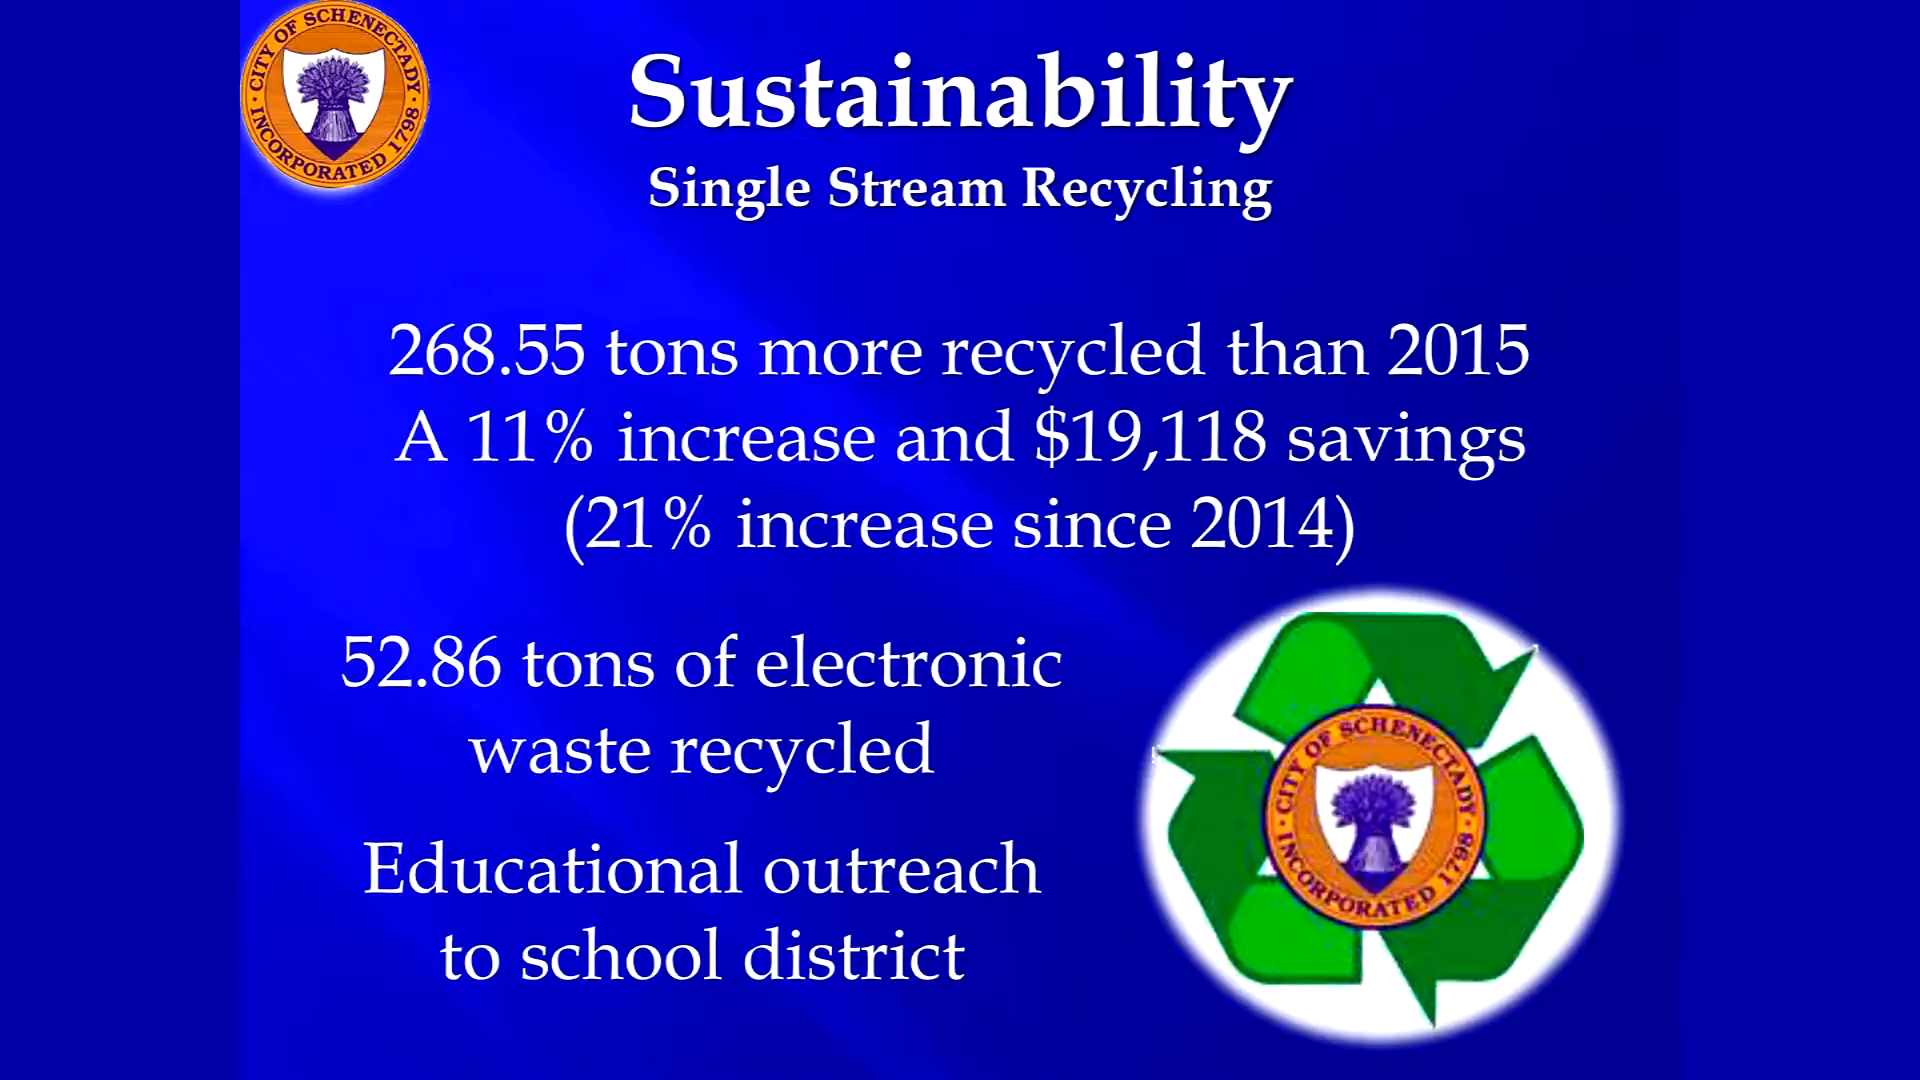 CITY OF SCHENECTADY
INCORPORATED 1798
Sustainability
Single Stream Recycling
268.55 tons more recycled than 2015
A 11% increase and $19,118 savings
(21% increase since 2014)
52.86 tons of electronic
waste recycled
Educational outreach
to school district
CITY OF SCHENECTADY
INCORPORATED 1798